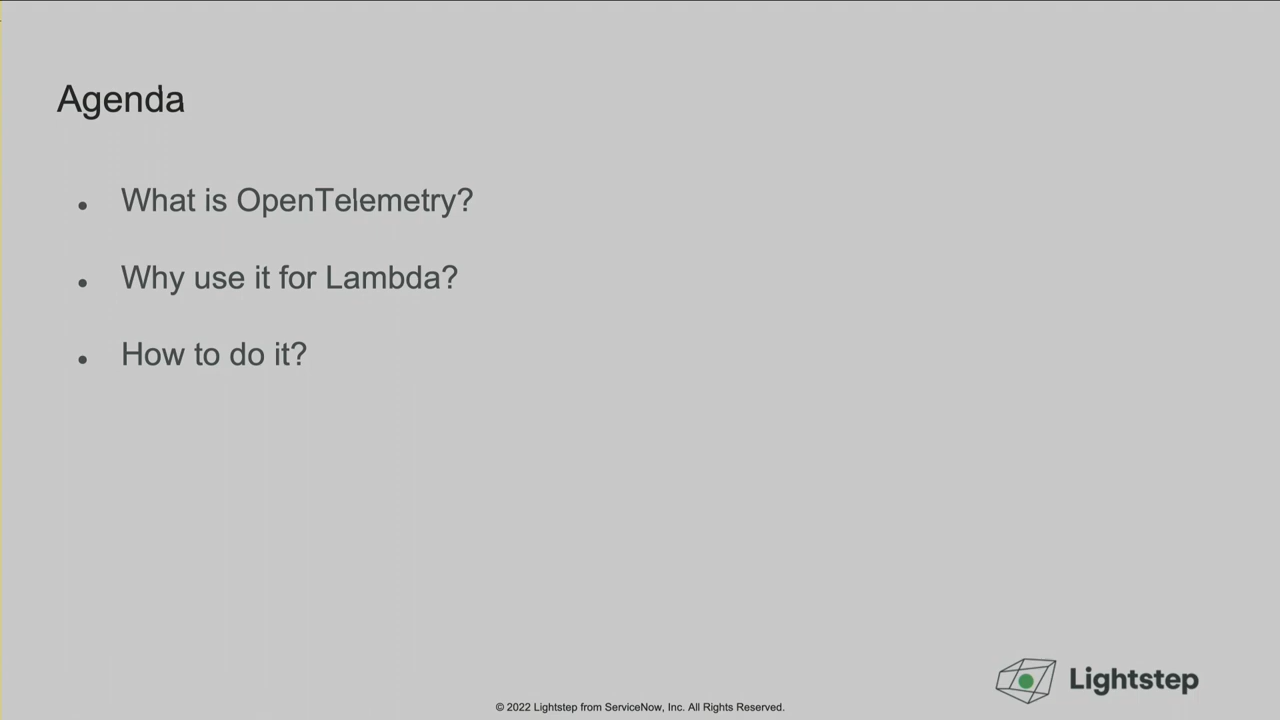 Agenda
• What is OpenTelemetry?
• Why use it for Lambda?
• How to do it?
Lightstep
© 2022 Lightstep from ServiceNow, Inc. All Rights Reserved.